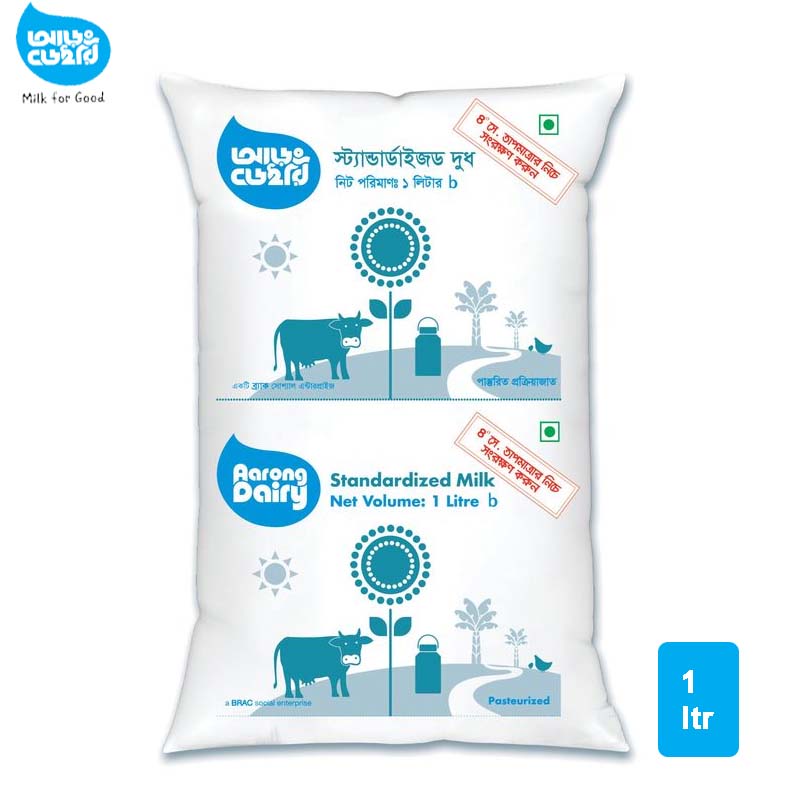 আড়ং
ডেইরি
Milk for Good
আড়ং
ডেইরি
স্ট্যান্ডার্ডাইজড দুধ
নিট পরিমাণঃ ১ লিটার b
৪° সে. তাপমাত্রার নিচে
সংরক্ষণ করুন
একটি ব্র্যাক সোশ্যাল এন্টারপ্রাইজ
পাস্তুরিত প্রক্রিয়াজাত
Aarong
Dairy
Standardized Milk
Net Volume: 1 Litre b
৪° সে. তাপমাত্রার নিচে
সংরক্ষণ করুন
a BRAC social enterprise
Pasteurized
1
ltr